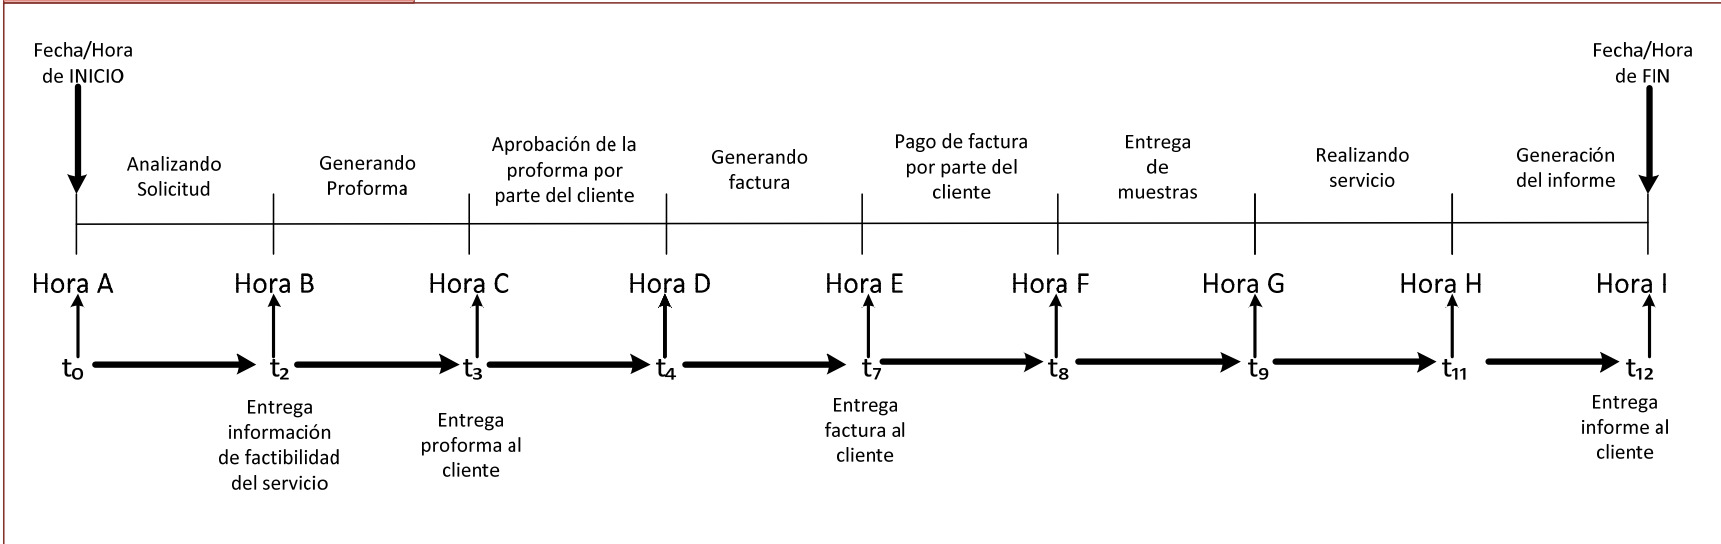 Fecha/Hora
de INICIO
Fecha/Hora
de FIN
Analizando
Solicitud
Generando
Proforma
Aprobación de la
proforma por
parte del cliente
Generando
factura
Pago de factura
por parte del
cliente
Entrega
de
muestras
Realizando
servicio
Generación
del informe
Hora A
Hora B
Hora C
Hora D
Hora E
Hora F
Hora G
Hora H
Hora I
t0
t2
t3
t4
t7
t8
t9
t11
t12
Entrega
información
de factibilidad
del servicio
Entrega
proforma al
cliente
Entrega
factura al
cliente
Entrega
informe al
cliente